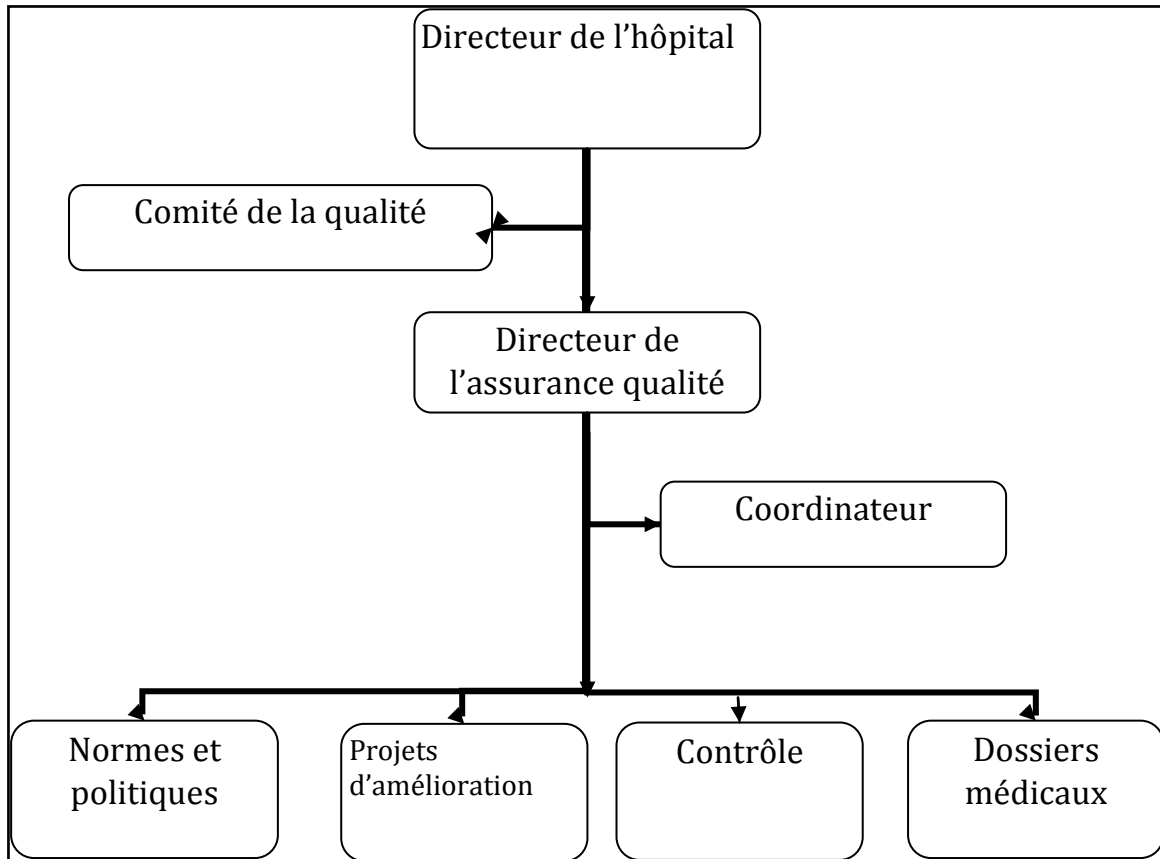 Directeur de l’hôpital
Comité de la qualité
Directeur de
l’assurance qualité
Coordinateur
Normes et
politiques
Projets
d’amélioration
Contrôle
Dossiers
médicaux